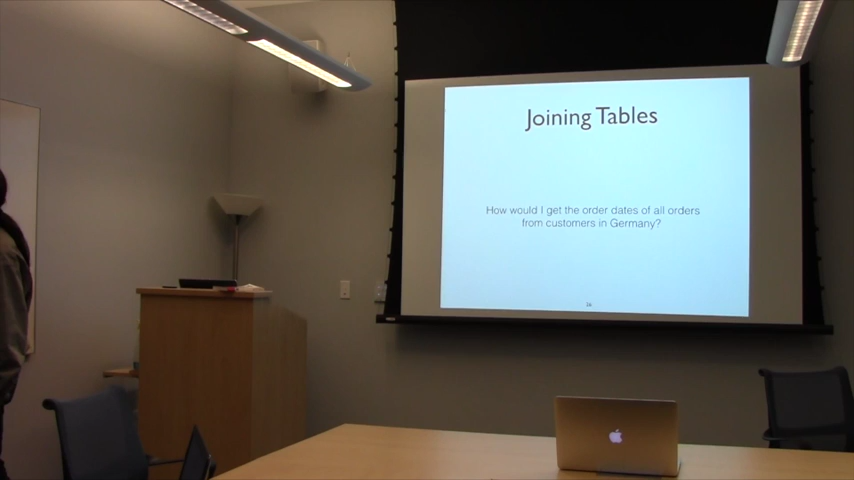 Joining Tables
How would I get the order dates of all orders
from customers in Germany?